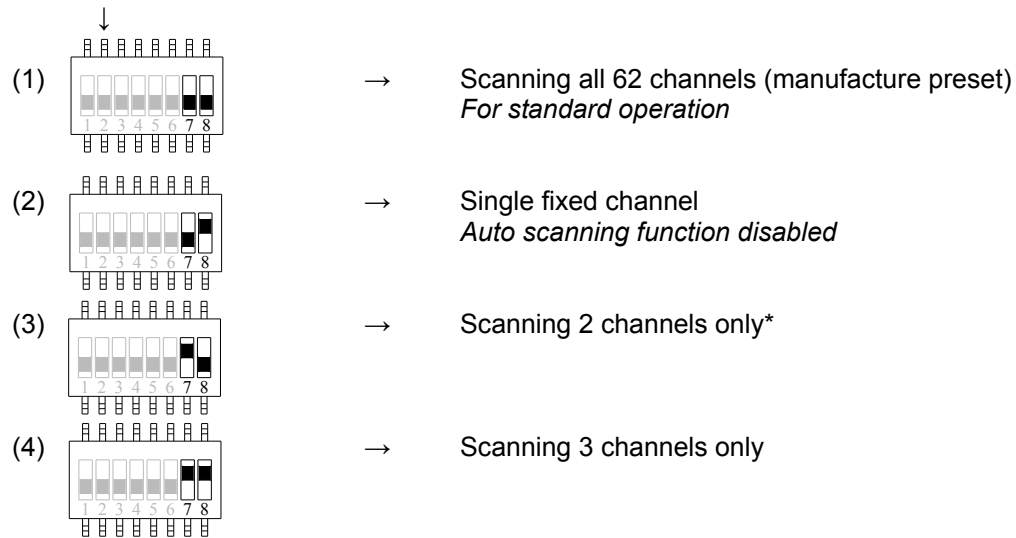 ↓
(1) → Scanning all 62 channels (manufacture preset)
For standard operation
1 2 3 4 5 6 7 8
(2) → Single fixed channel
Auto scanning function disabled
1 2 3 4 5 6 7 8
(3) → Scanning 2 channels only*
1 2 3 4 5 6 7 8
(4) → Scanning 3 channels only
1 2 3 4 5 6 7 8